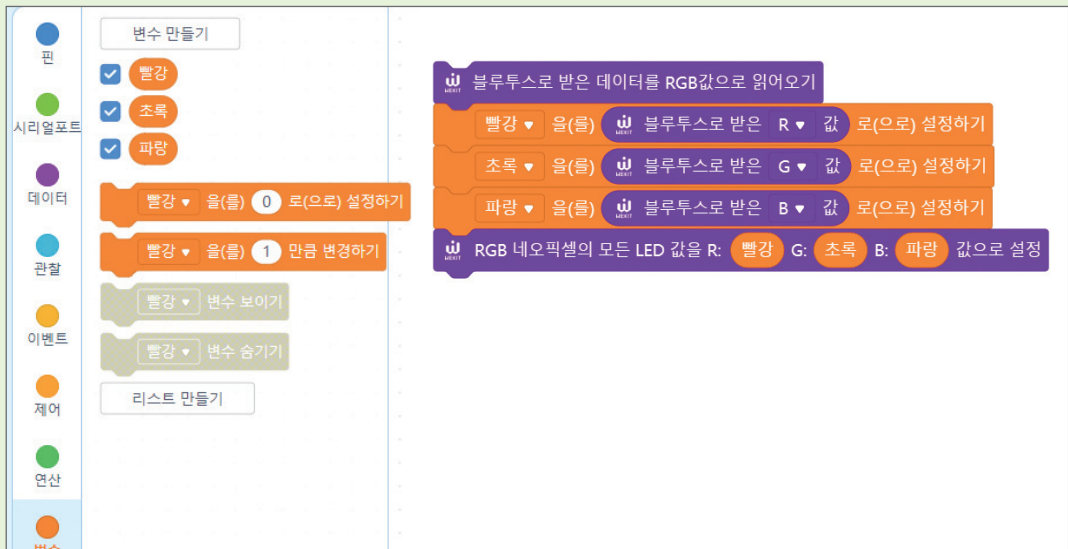 핀
시리얼포트
데이터
관찰
이벤트
제어
연산
변수
변수 만들기
빨강
초록
파랑
빨강 을(를) 0 로(으로) 설정하기
빨강 을(를) 1 만큼 변경하기
빨강 변수 보이기
빨강 변수 숨기기
리스트 만들기
블루투스로 받은 데이터를 RGB값으로 읽어오기
빨강 을(를) 블루투스로 받은 R 값 로(으로) 설정하기
초록 을(를) 블루투스로 받은 G 값 로(으로) 설정하기
파랑 을(를) 블루투스로 받은 B 값 로(으로) 설정하기
RGB 네오픽셀의 모든 LED 값을 R: 빨강 G: 초록 B: 파랑 값으로 설정